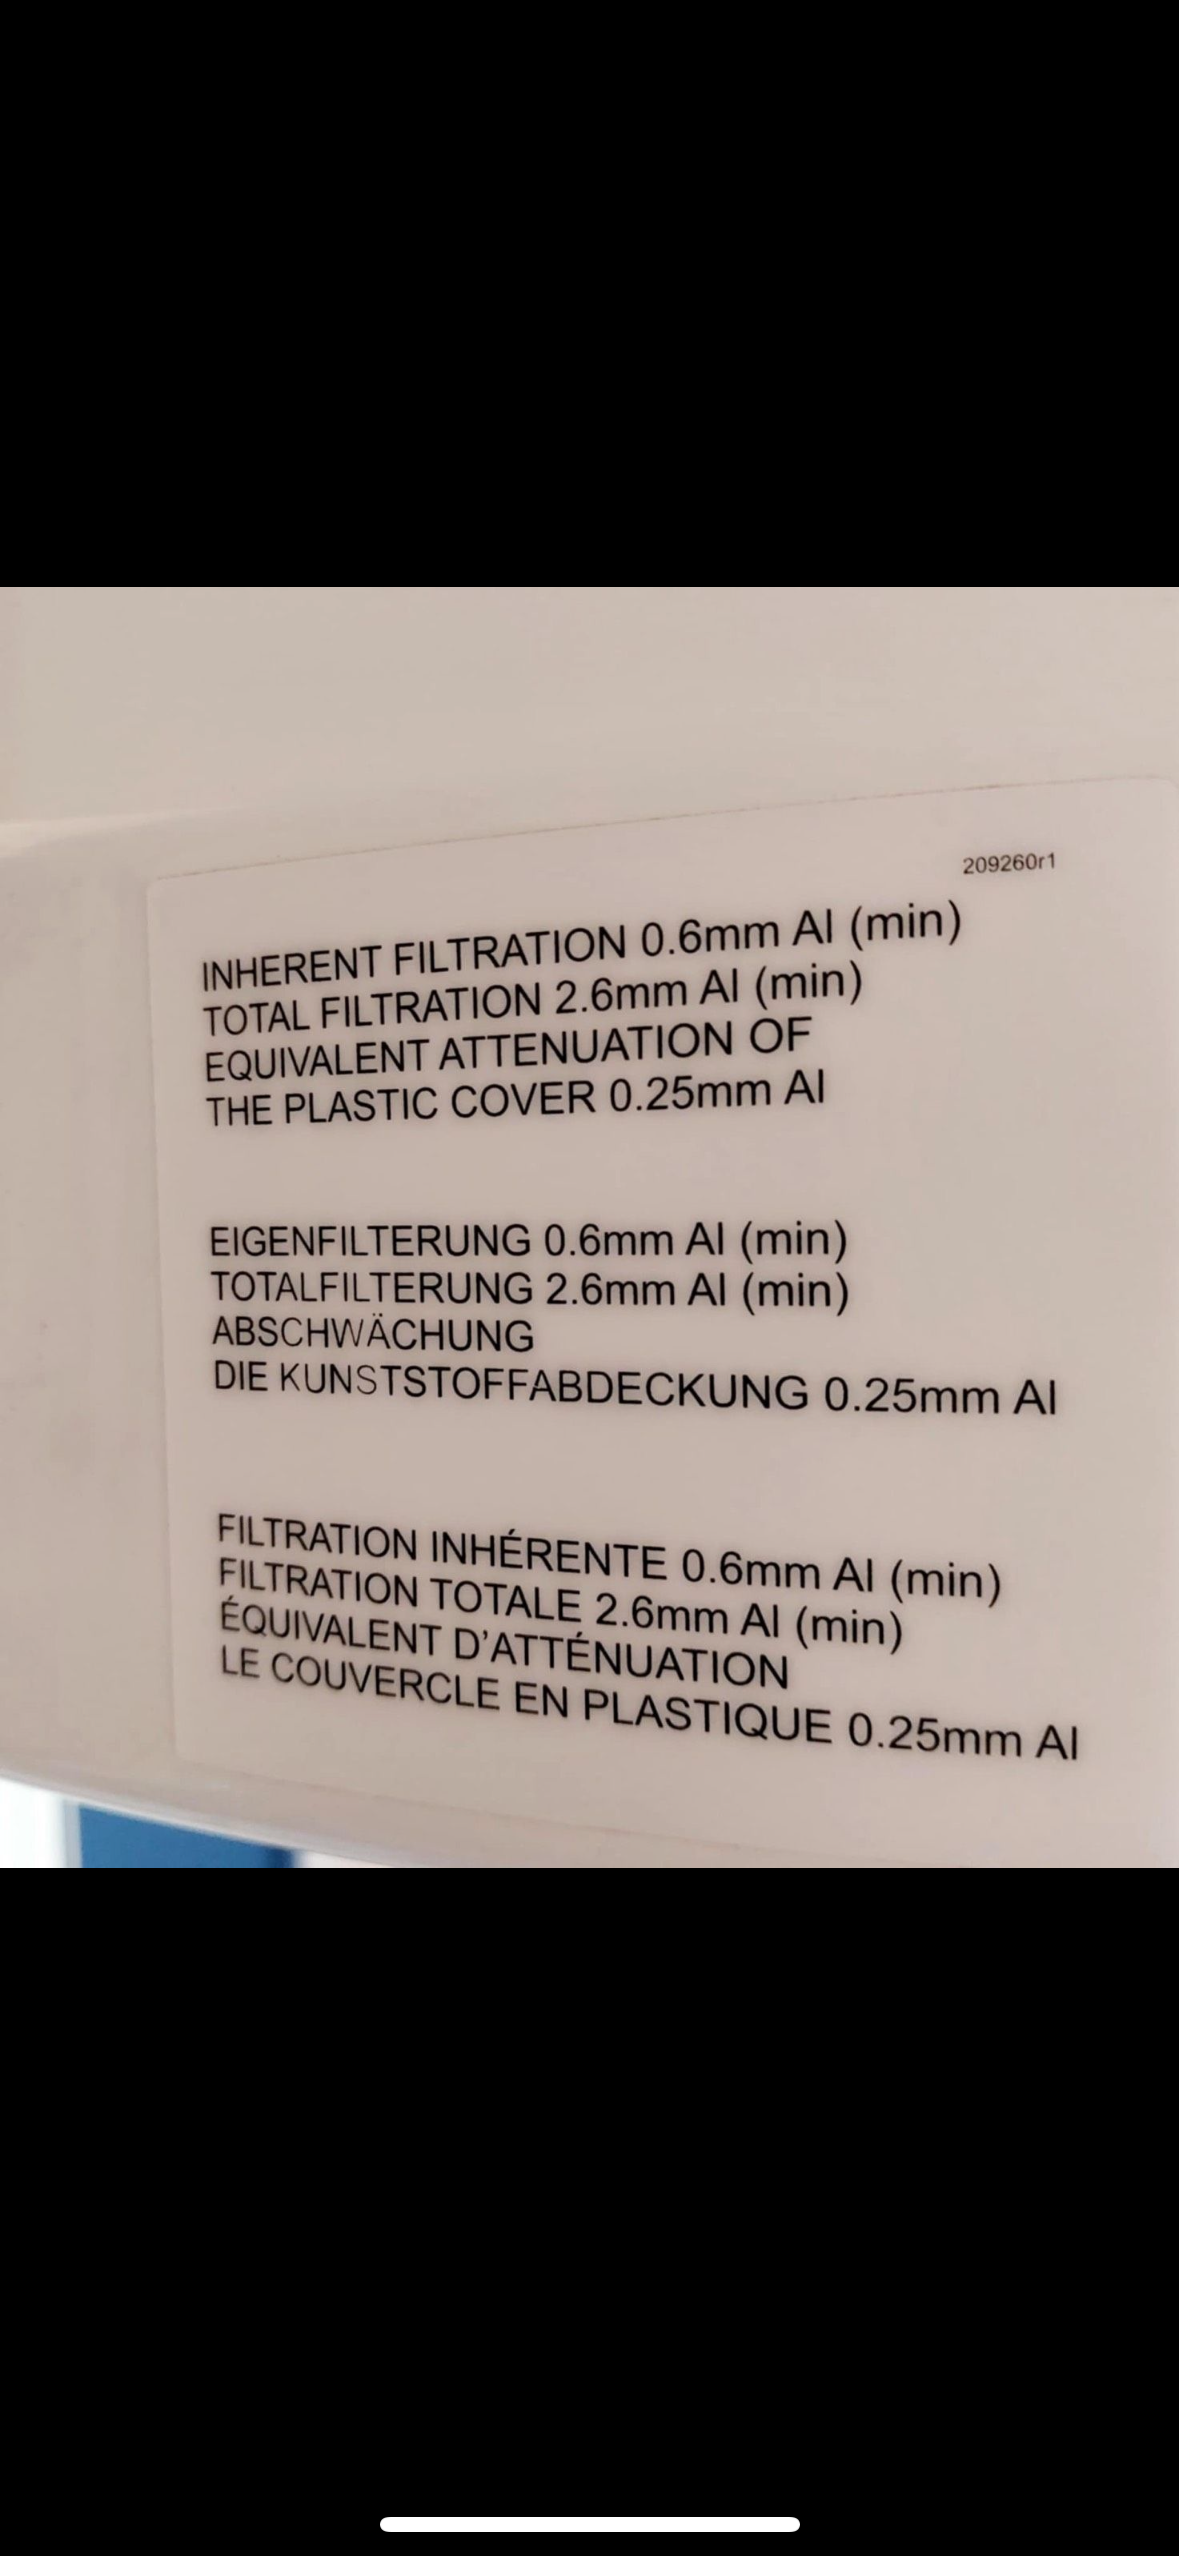 209260r1
INHERENT FILTRATION 0.6mm Al (min)
TOTAL FILTRATION 2.6mm Al (min)
EQUIVALENT ATTENUATION OF
THE PLASTIC COVER 0.25mm Al
EIGENFILTERUNG 0.6mm Al (min)
TOTALFILTERUNG 2.6mm Al (min)
ABSCHWÄCHUNG
DIE KUNSTSTOFFABDECKUNG 0.25mm Al
FILTRATION INHÉRENTE 0.6mm Al (min)
FILTRATION TOTALE 2.6mm Al (min)
ÉQUIVALENT D'ATTÉNUATION
LE COUVERCLE EN PLASTIQUE 0.25mm Al